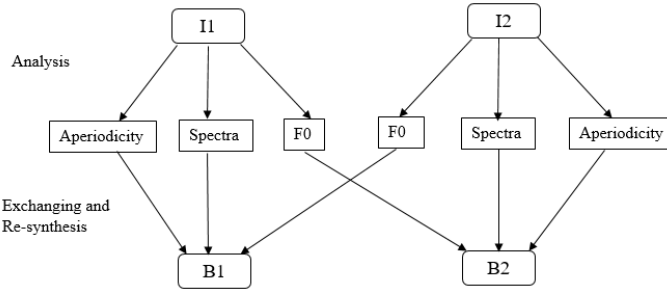 I1
I2
Analysis
Aperiodicity
Spectra
F0
F0
Spectra
Aperiodicity
Exchanging and
Re-synthesis
B1
B2